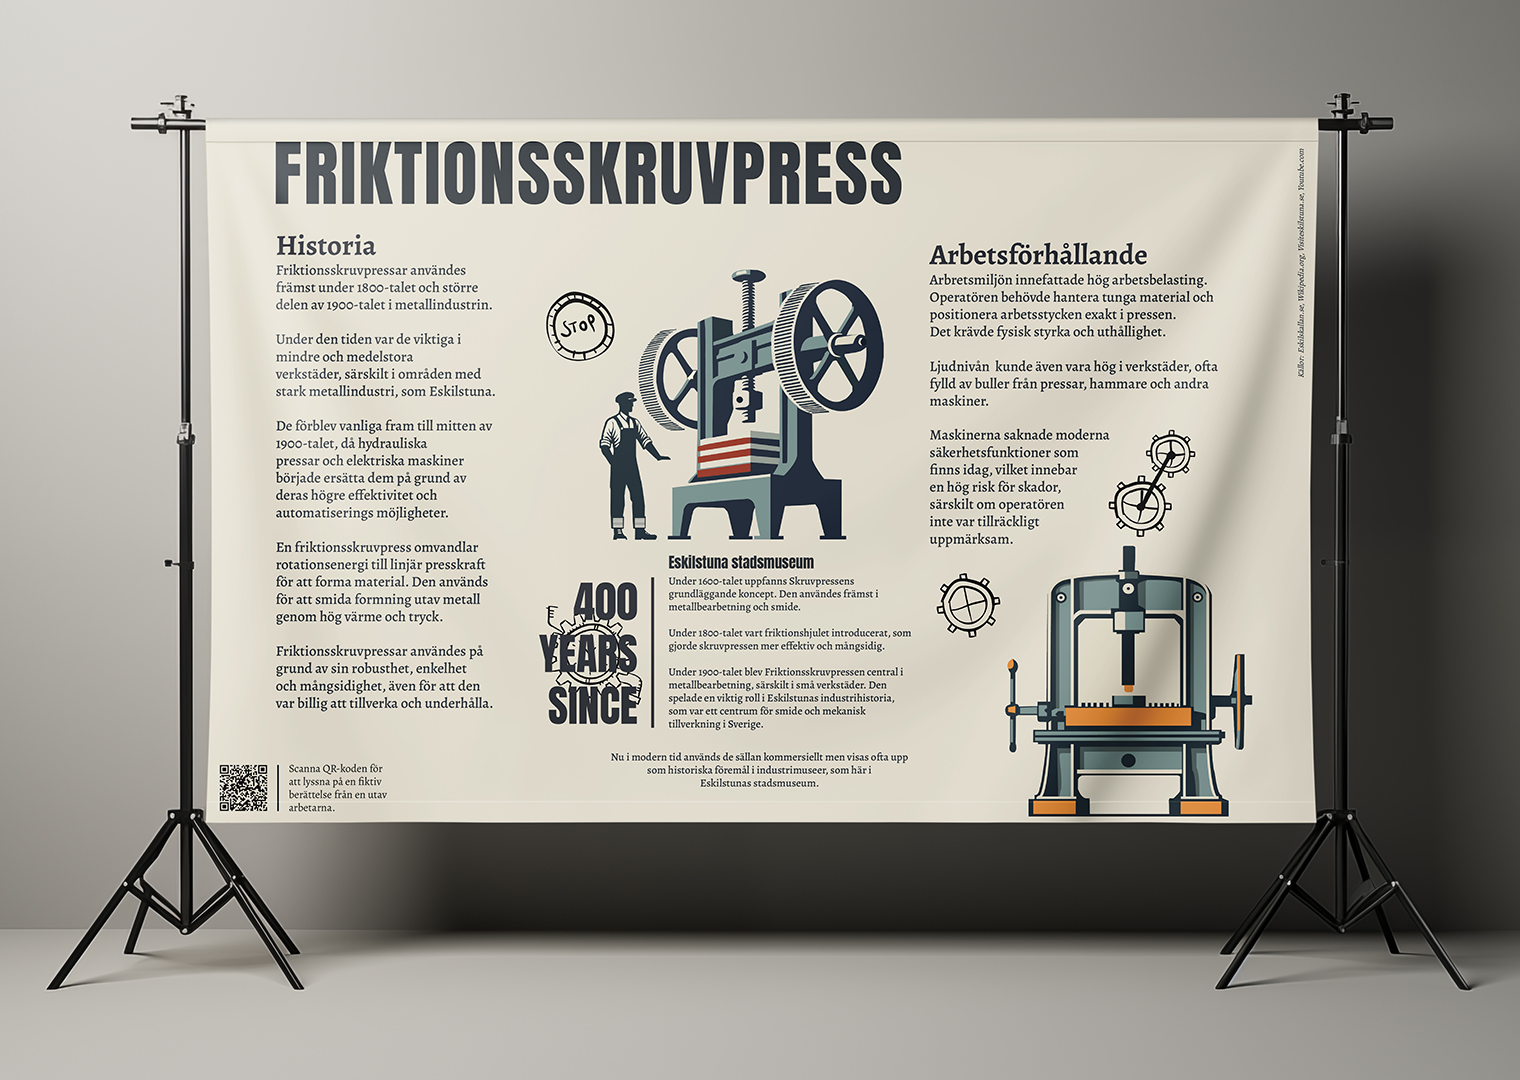 FRIKTIONSSKRUVPRESS
Historia
Friktionsskruvpressar användes
främst under 1800-talet och större
delen av 1900-talet i metallindustrin.
Under den tiden var de viktiga i
mindre och medelstora
verkstäder, särskilt i områden med
stark metallindustri, som Eskilstuna.
De förblev vanliga fram till mitten av
1900-talet, då hydrauliska
pressar och elektriska maskiner
började ersätta dem på grund av
deras högre effektivitet och
automatiserings möjligheter.
En friktionsskruvpress omvandlar
rotationsenergi till linjär presskraft
för att forma material. Den används
för att smida formning utav metall
genom hög värme och tryck.
Friktionsskruvpressar användes på
grund av sin robusthet, enkelhet
och mångsidighet, även för att den
var billig att tillverka och underhålla.
Scanna QR-koden för
att lyssna på en fiktiv
berättelse från en utav
arbetarna.
STOP
400
YEARS
SINCE
Eskilstuna stadsmuseum
Under 1600-talet uppfanns Skruvpressens
grundläggande koncept. Den användes främst i
metallbearbetning och smide.
Under 1800-talet vart friktionshjulet introducerat, som
gjorde skruvpressen mer effektiv och mångsidig.
Under 1900-talet blev Friktionsskruvpressen central i
metallbearbetning, särskilt i små verkstäder. Den
spelade en viktig roll i Eskilstunas industrihistoria,
som var ett centrum för smide och mekanisk
tillverkning i Sverige.
Nu i modern tid används de sällan kommersiellt men visas ofta upp
som historiska föremål i industrimuseer, som här i
Eskilstunas stadsmuseum.
Arbetsförhållande
Arbretsmiljön innefattade hög arbetsbelasting.
Operatören behövde hantera tunga material och
positionera arbetsstycken exakt i pressen.
Det krävde fysisk styrka och uthållighet.
Ljudnivån kunde även vara hög i verkstäder, ofta
fylld av buller från pressar, hammare och andra
maskiner.
Maskinerna saknade moderna
säkerhetsfunktioner som
finns idag, vilket innebar
en hög risk för skador,
särskilt om operatören
inte var tillräckligt
uppmärksam.
Källor: Eskilskallan.se, Wikipedia.org, Visiteskilstuna.se, Youtube.com